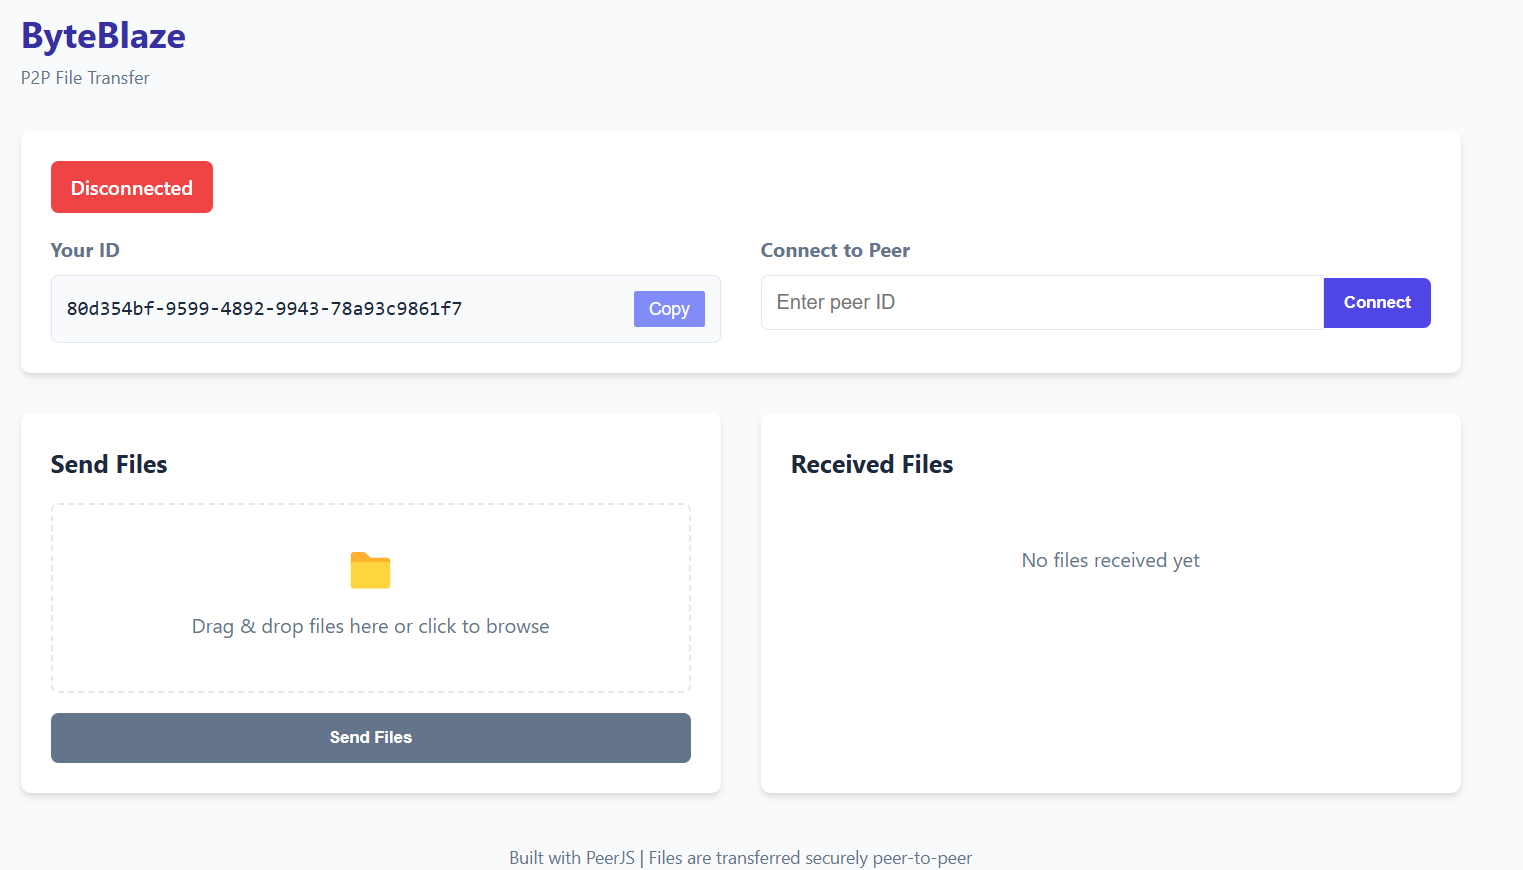 ByteBlaze
P2P File Transfer
Disconnected
Your ID
80d354bf-9599-4892-9943-78a93c9861f7
Copy
Connect to Peer
Enter peer ID
Connect
Send Files
Drag & drop files here or click to browse
Send Files
Received Files
No files received yet
Built with PeerJS | Files are transferred securely peer-to-peer